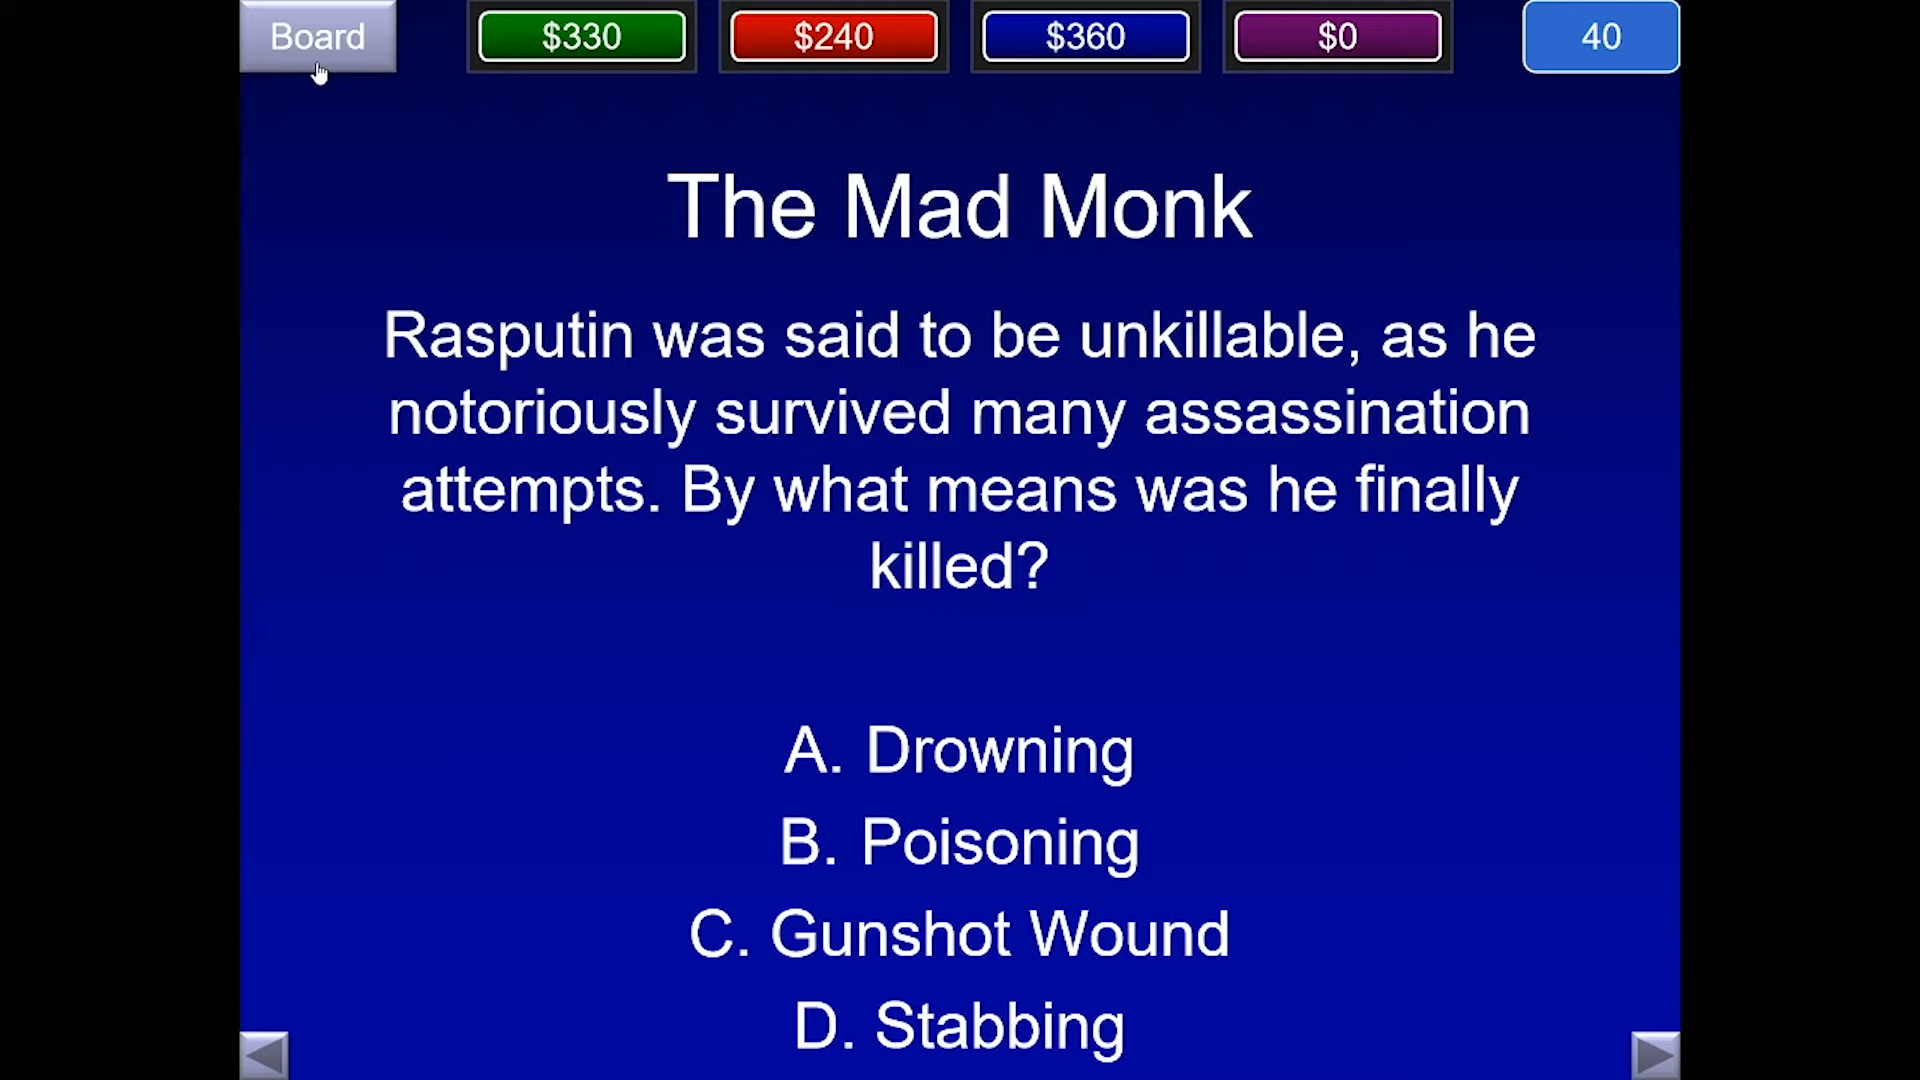 Board
$330
$240
$360
$0
40
The Mad Monk
Rasputin was said to be unkillable, as he
notoriously survived many assassination
attempts. By what means was he finally
killed?
A. Drowning
B. Poisoning
C. Gunshot Wound
D. Stabbing